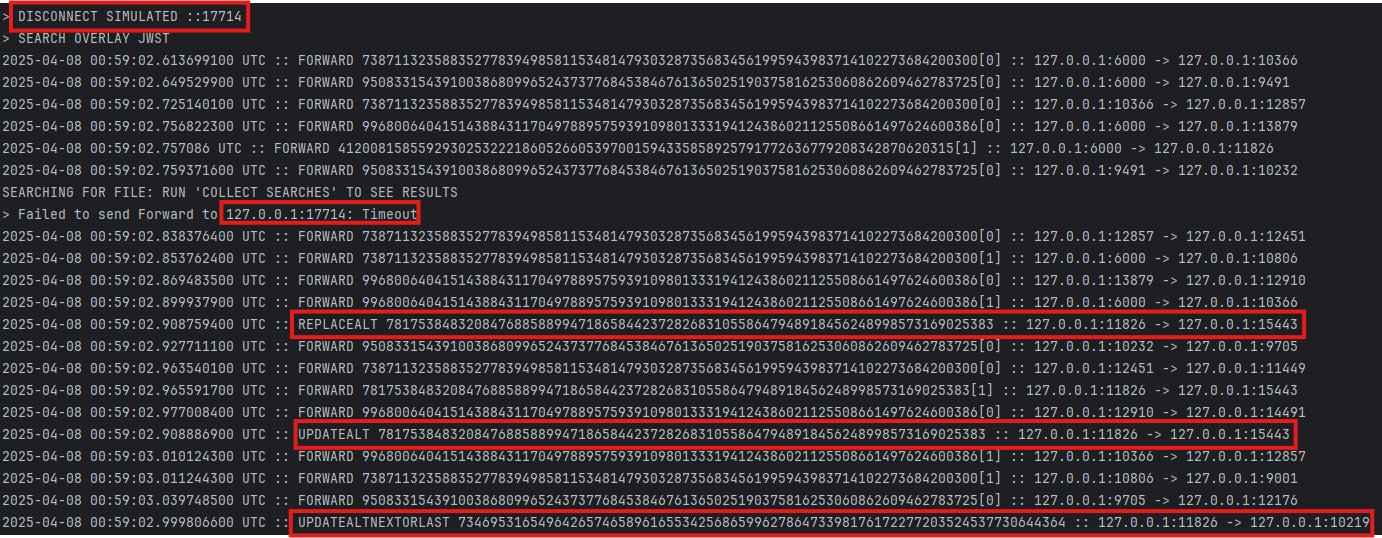 > DISCONNECT SIMULATED ::17714
> SEARCH OVERLAY JWST
2025-04-08 00:59:02.613699100 UTC :: FORWARD 73871132358835277839498581153481479303287356834561995943983714102273684200300[0] :: 127.0.0.1:6000 -> 127.0.0.1:10366
2025-04-08 00:59:02.649529900 UTC :: FORWARD 95083315439100386809965243737768453846761365025190375816253060862609462783725[0] :: 127.0.0.1:6000 -> 127.0.0.1:9491
2025-04-08 00:59:02.725140100 UTC :: FORWARD 73871132358835277839498581153481479303287356834561995943983714102273684200300[0] :: 127.0.0.1:10366 -> 127.0.0.1:12857
2025-04-08 00:59:02.756822300 UTC :: FORWARD 99680064041514388431170497889575939109801333194124386021125508661497624600386[0] :: 127.0.0.1:6000 -> 127.0.0.1:13879
2025-04-08 00:59:02.757086 UTC :: FORWARD 41200815855929302532221860526605397001594335585892579177263677920834287062​0315[1] :: 127.0.0.1:6000 -> 127.0.0.1:11826
2025-04-08 00:59:02.759371600 UTC :: FORWARD 95083315439100386809965243737768453846761365025190375816253060862609462783725[0] :: 127.0.0.1:9491 -> 127.0.0.1:10232
SEARCHING FOR FILE: RUN 'COLLECT SEARCHES' TO SEE RESULTS
> Failed to send Forward to 127.0.0.1:17714: Timeout
2025-04-08 00:59:02.838376400 UTC :: FORWARD 73871132358835277839498581153481479303287356834561995943983714102273684200300[0] :: 127.0.0.1:12857 -> 127.0.0.1:12451
2025-04-08 00:59:02.853762400 UTC :: FORWARD 73871132358835277839498581153481479303287356834561995943983714102273684200300[1] :: 127.0.0.1:6000 -> 127.0.0.1:10806
2025-04-08 00:59:02.869483500 UTC :: FORWARD 99680064041514388431170497889575939109801333194124386021125508661497624600386[0] :: 127.0.0.1:13879 -> 127.0.0.1:12910
2025-04-08 00:59:02.899937900 UTC :: FORWARD 99680064041514388431170497889575939109801333194124386021125508661497624600386[1] :: 127.0.0.1:6000 -> 127.0.0.1:10366
2025-04-08 00:59:02.908759400 UTC :: REPLACEALT 7817538483208476885889947186584423728268310558647948918456248998573169025383 :: 127.0.0.1:11826 -> 127.0.0.1:15443
2025-04-08 00:59:02.927711100 UTC :: FORWARD 95083315439100386809965243737768453846761365025190375816253060862609462783725[0] :: 127.0.0.1:10232 -> 127.0.0.1:9705
2025-04-08 00:59:02.963540100 UTC :: FORWARD 73871132358835277839498581153481479303287356834561995943983714102273684200300[0] :: 127.0.0.1:12451 -> 127.0.0.1:11449
2025-04-08 00:59:02.965591700 UTC :: FORWARD 7817538483208476885889947186584423728268310558647948918456248998573169025383[1] :: 127.0.0.1:11826 -> 127.0.0.1:15443
2025-04-08 00:59:02.977008400 UTC :: FORWARD 99680064041514388431170497889575939109801333194124386021125508661497624600386[0] :: 127.0.0.1:12910 -> 127.0.0.1:14491
2025-04-08 00:59:02.908886900 UTC :: UPDATEALT 7817538483208476885889947186584423728268310558647948918456248998573169025383 :: 127.0.0.1:11826 -> 127.0.0.1:15443
2025-04-08 00:59:03.010124300 UTC :: FORWARD 99680064041514388431170497889575939109801333194124386021125508661497624600386[1] :: 127.0.0.1:10366 -> 127.0.0.1:12857
2025-04-08 00:59:03.011244300 UTC :: FORWARD 73871132358835277839498581153481479303287356834561995943983714102273684200300[1] :: 127.0.0.1:10806 -> 127.0.0.1:9001
2025-04-08 00:59:03.039748500 UTC :: FORWARD 95083315439100386809965243737768453846761365025190375816253060862609462783725[0] :: 127.0.0.1:9705 -> 127.0.0.1:12176
2025-04-08 00:59:02.999806600 UTC :: UPDATEALTNEXTORLAST 73469531654964265746589616553425686599627864733981761722772035245377730644364 :: 127.0.0.1:11826 -> 127.0.0.1:10219